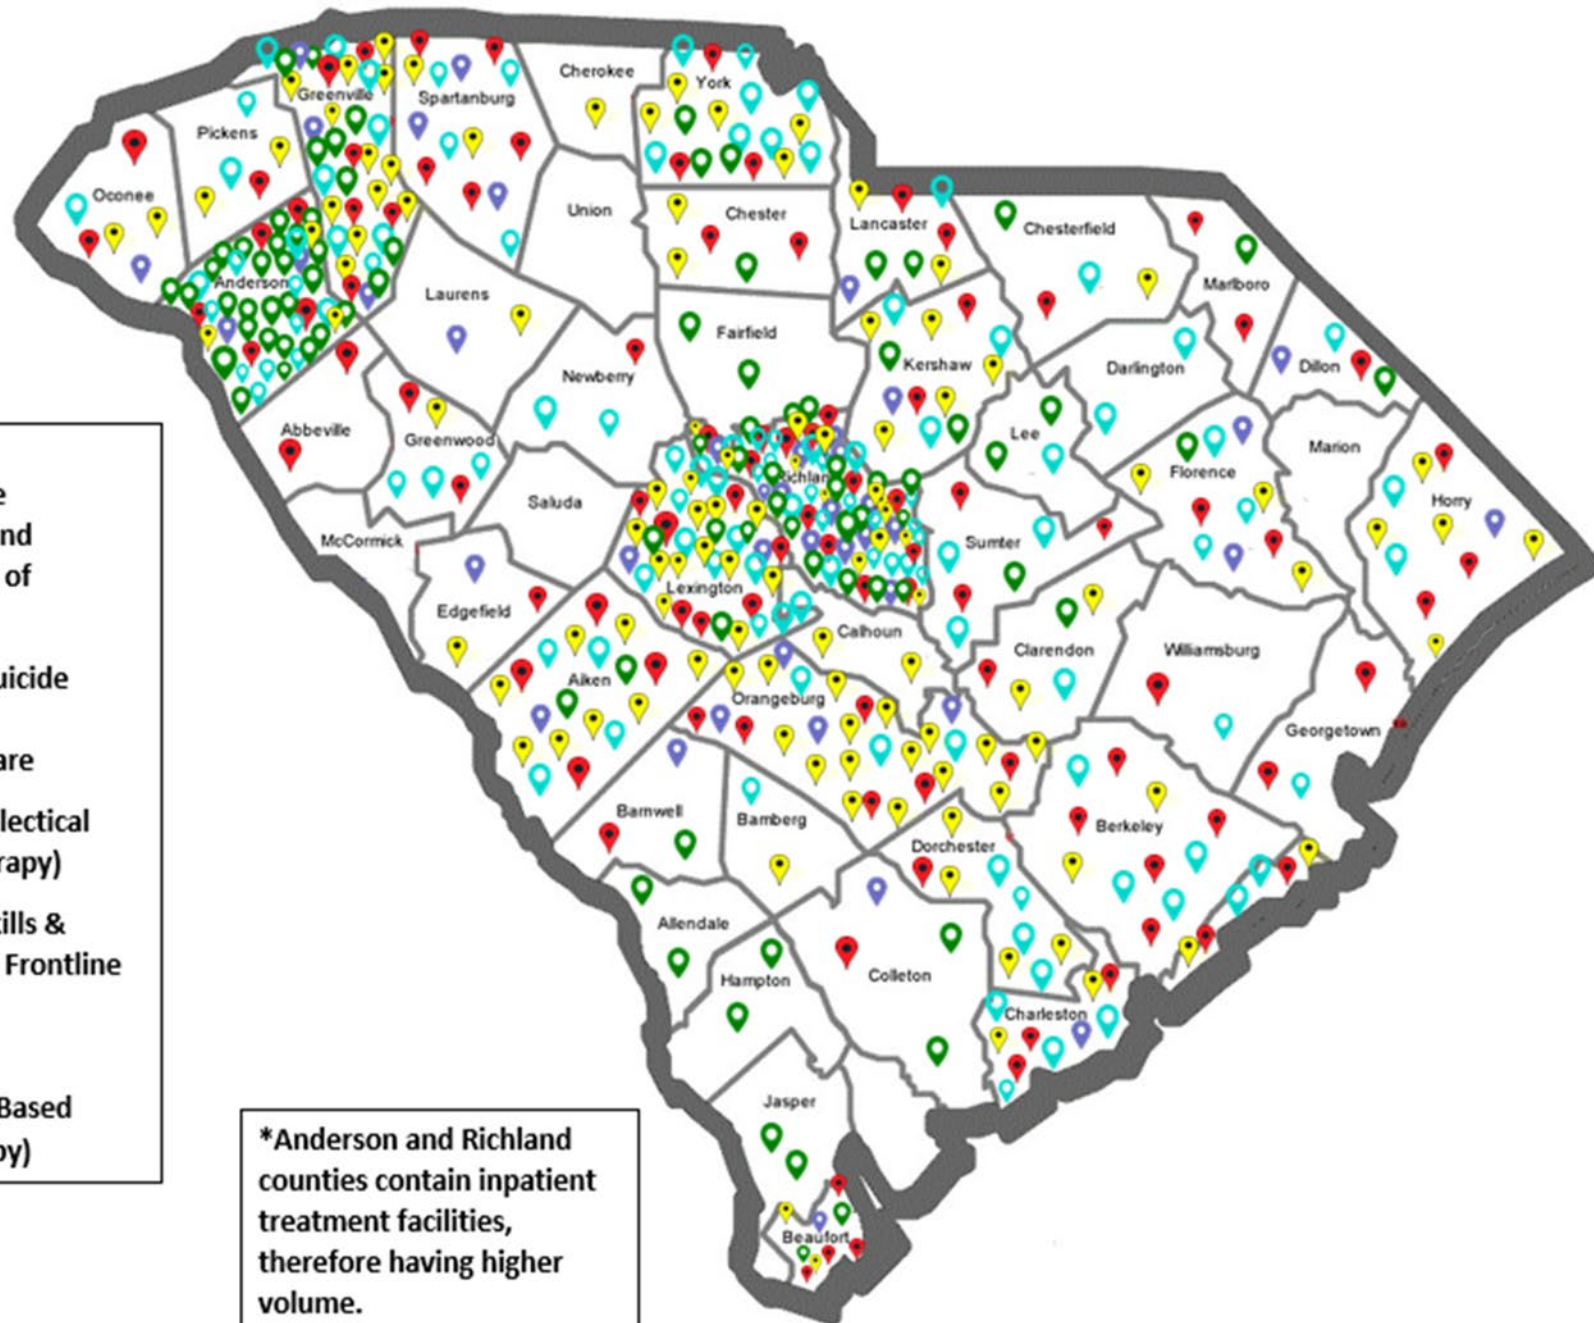 Cherokee
York
Greenville
Spartanburg
Pickens
Oconee
Union
Chester
Lancaster
Chesterfield
Marlboro
Anderson
Laurens
Fairfield
Kershaw
Darlington
Dillon
Newberry
Abbeville
Greenwood
Lee
Marion
Florence
Horry
Saluda
McCormick
Sumter
Lexington
Edgefield
Calhoun
Clarendon
Williamsburg
Aiken
Orangeburg
Georgetown
Barnwell
Bamberg
Berkeley
Dorchester
Allendale
Hampton
Colleton
Charleston
Jasper
Beaufort
e
nd
of
uicide
are
lectical
rapy)
kills &
Frontline
Based
py)
*Anderson and Richland
counties contain inpatient
treatment facilities,
therefore having higher
volume.